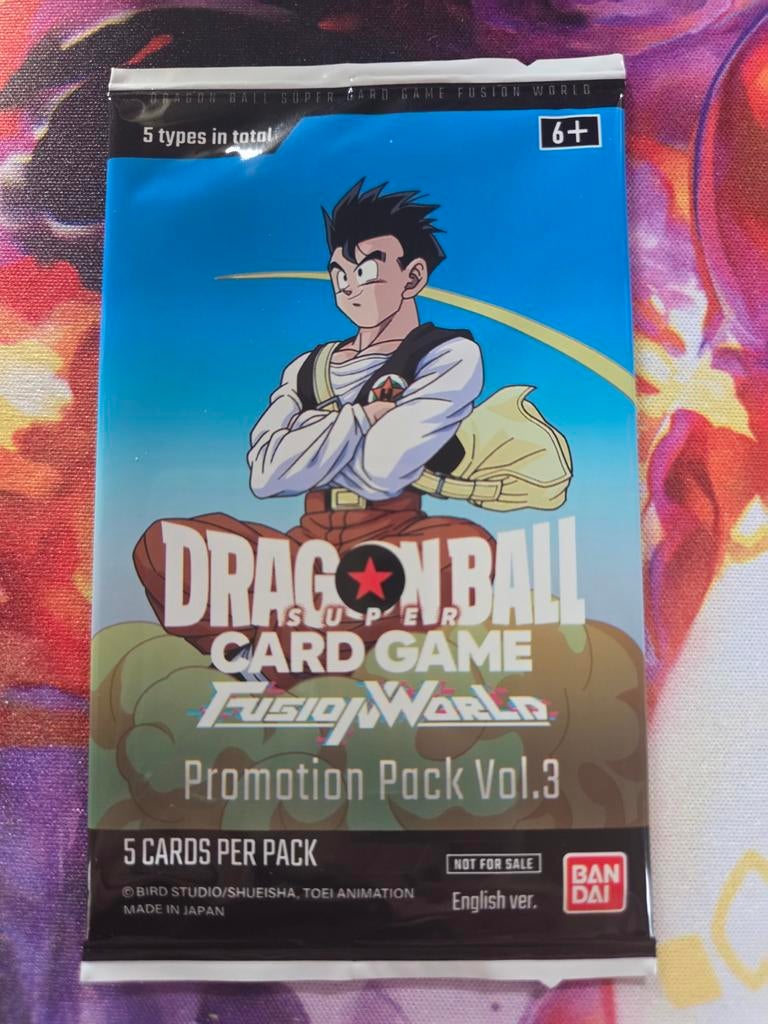 DRAGON BALL SUPER CARD GAME FUSION WORLD
5 types in total
6+
H
DRAGON BALL
SUPER
CARD GAME
FUSION WORLD
Promotion Pack Vol.3
5 CARDS PER PACK
NOT FOR SALE
© BIRD STUDIO/SHUEISHA, TOEI ANIMATION
MADE IN JAPAN
English ver.
BAN
DAI